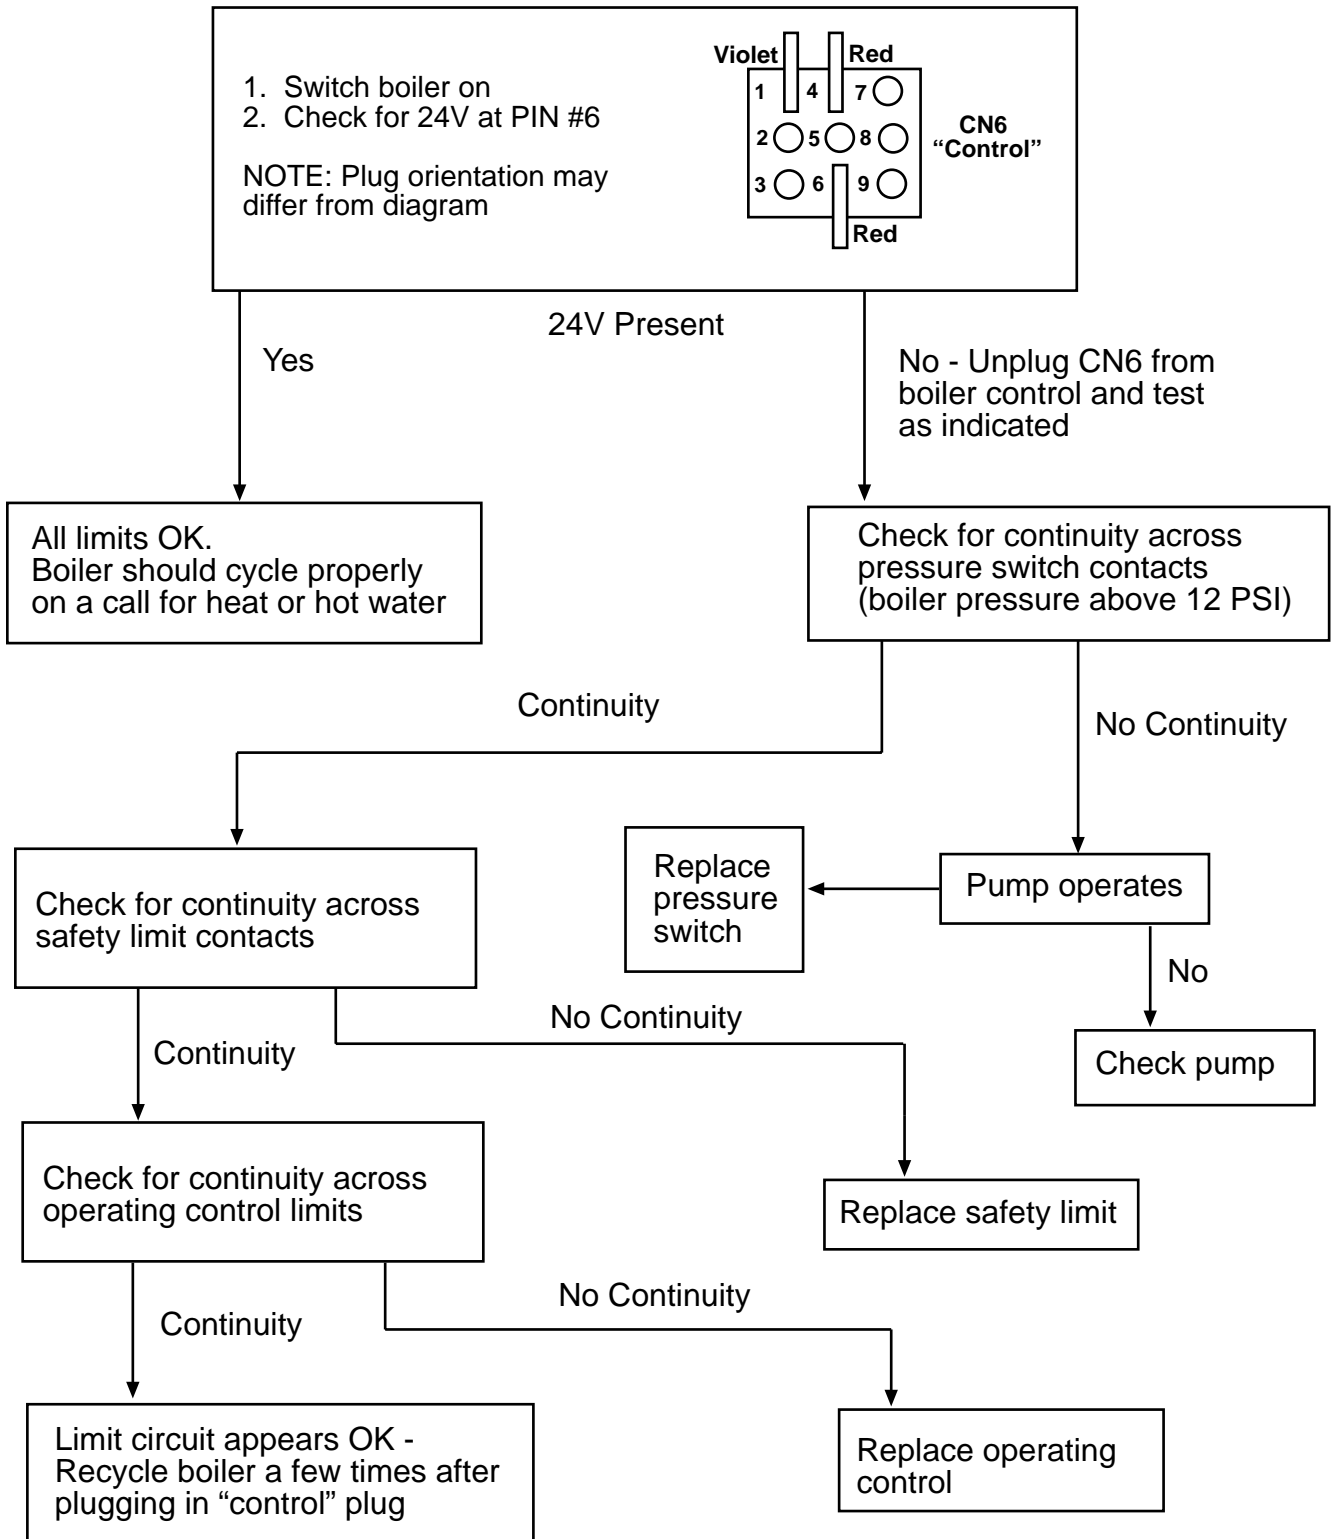 1. Switch boiler on
2. Check for 24V at PIN #6
NOTE: Plug orientation may
differ from diagram
Violet
Red
1 4 7
2 5 8
3 6 9
Red
CN6
“Control”
24V Present
Yes
No - Unplug CN6 from
boiler control and test
as indicated
All limits OK.
Boiler should cycle properly
on a call for heat or hot water
Check for continuity across
pressure switch contacts
(boiler pressure above 12 PSI)
Continuity
No Continuity
Check for continuity across
safety limit contacts
Replace
pressure
switch
Pump operates
No
Check pump
Continuity
No Continuity
Check for continuity across
operating control limits
Replace safety limit
Continuity
No Continuity
Limit circuit appears OK -
Recycle boiler a few times after
plugging in “control” plug
Replace operating
control